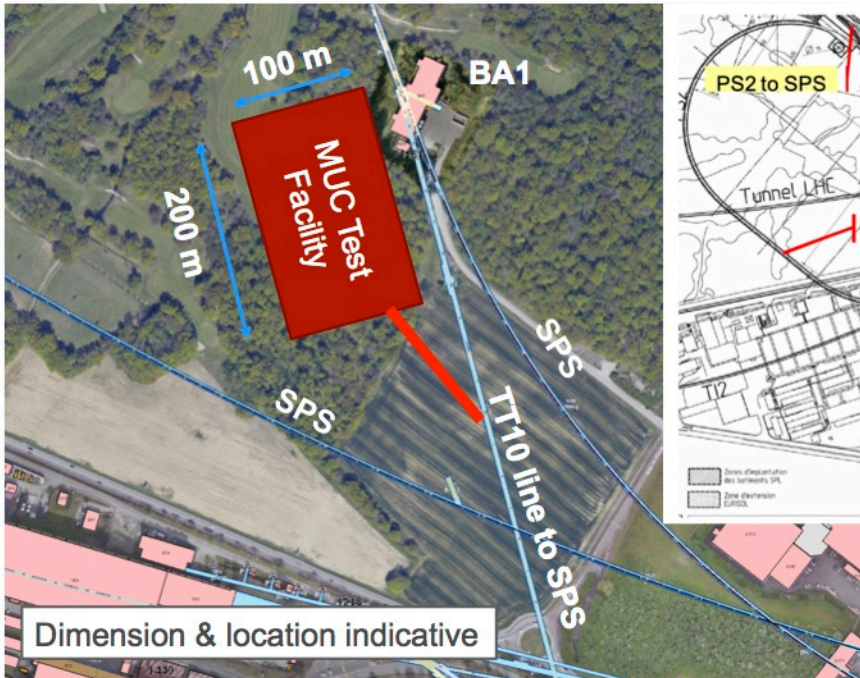 100 m
BA1
MUC Test
Facility
200 m
SPS
SPS
TT10 line to SPS
Dimension & location indicative
PS2 to SPS
Tunnel LHC
TI2
Zones d'implantation
des batiments SPL
Zone d'extension
EURISOL